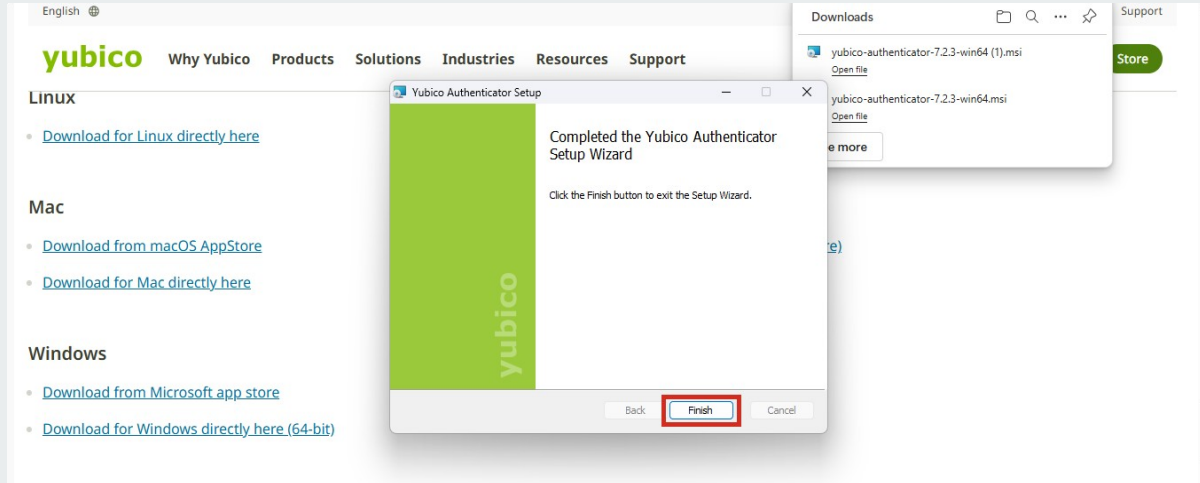 English
Support
yubico
Why Yubico Products Solutions Industries Resources Support
Store
Downloads
yubico-authenticator-7.2.3-win64 (1).msi
Open file
yubico-authenticator-7.2.3-win64.msi
Open file
e more
Linux
Download for Linux directly here
Mac
Download from macOS AppStore
re)
Download for Mac directly here
Windows
Download from Microsoft app store
Download for Windows directly here (64-bit)
Yubico Authenticator Setup
Completed the Yubico Authenticator
Setup Wizard
Click the Finish button to exit the Setup Wizard.
yubico
Back Finish Cancel